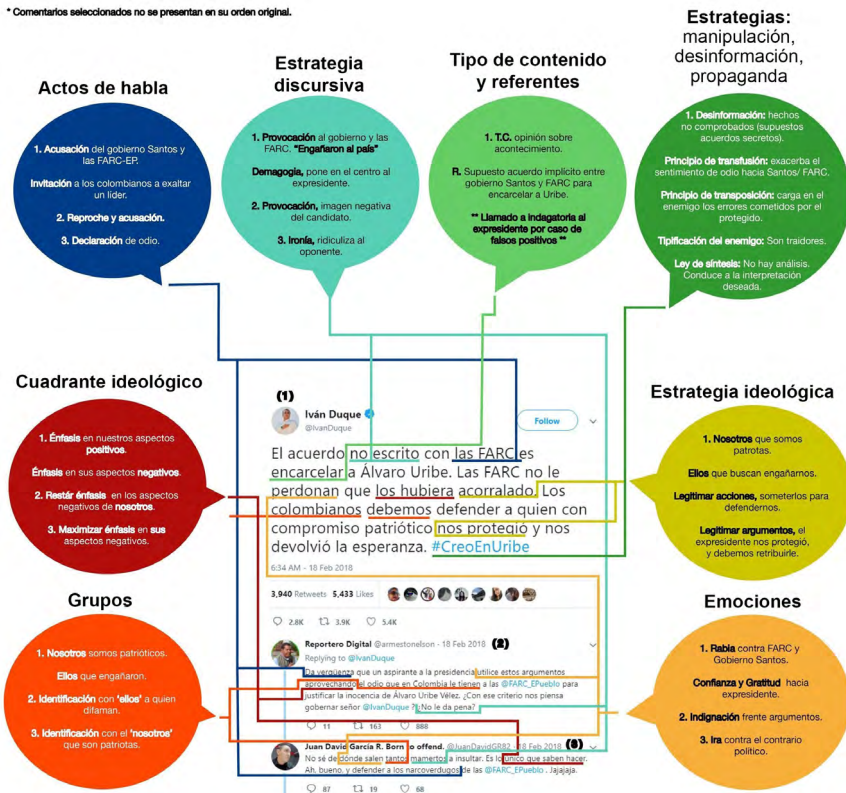 * Comentarios seleccionados no se presentan en su orden original.
Actos de habla
1. Acusación del gobierno Santos y
las FARC-EP.
Invitación a los colombianos a exaltar
un líder.
2. Reproche y acusación.
3. Declaración de odio.
Estrategia
discursiva
1. Provocación al gobierno y las
FARC. "Engañaron al país"
Demagogia, pone en el centro al
expresidente.
2. Provocación, imagen negativa
del candidato.
3. Ironía, ridiculiza al
oponente.
Tipo de contenido
y referentes
1. T.C. opinión sobre
acontecimiento.
R. Supuesto acuerdo implícito entre
gobierno Santos y FARC para
encarcelar a Uribe.
** Llamado a indagatoria al
expresidente por caso de
falsos positivos **
Estrategias:
manipulación,
desinformación,
propaganda
1. Desinformación: hechos
no comprobados (supuestos
acuerdos secretos).
Principio de transfusión: exacerba el
sentimiento de odio hacia Santos/ FARC.
Principio de transposición: carga en el
enemigo los errores cometidos por el
protegido.
Tipificación del enemigo: Son traidores.
Ley de síntesis: No hay análisis.
Conduce a la interpretación
deseada.
Cuadrante ideológico
1. Énfasis en nuestros aspectos
positivos.
Énfasis en sus aspectos negativos.
2. Restár énfasis en los aspectos
negativos de nosotros.
3. Maximizar énfasis en sus
aspectos negativos.
(1)
Iván Duque
@IvanDuque
Follow
El acuerdo no escrito con las FARC es
encarcelar a Álvaro Uribe. Las FARC no le
perdonan que los hubiera acorralado. Los
colombianos debemos defender a quien con
compromiso patriótico nos protegió y nos
devolvió la esperanza. #CreoEnUribe
6:34 AM - 18 Feb 2018
3,940 Retweets 5,433 Likes
2.8K 3.9K 5.4K
Estrategia ideológica
1. Nosotros que somos
patrotas.
Ellos que buscan engañarnos.
Legitimar acciones, someterlos para
defendernos.
Legitimar argumentos, el
expresidente nos protegió,
y debemos retribuirle.
Grupos
1. Nosotros somos patrióticos.
Ellos que engañaron.
2. Identificación con 'ellos' a quien
difaman.
3. Identificación con el 'nosotros'
que son patriotas.
Reportero Digital @armestonelson - 18 Feb 2018 (2)
Replying to @IvanDuque
Da vergüenza que un aspirante a la presidencia utilice estos argumentos
aprovechando el odio que en Colombia le tienen a las @FARC_EPueblo para
justificar la inocencia de Álvaro Uribe Vélez. ¿Con ese criterio nos piensa
gobernar señor @IvanDuque ? ¿No le da pena?
11 163 888
Juan David García R. Born to offend. @JuanDavidGR82 - 18 Feb 2018 (3)
No sé de dónde salen tantos mamertos a insultar. Es lo único que saben hacer.
Ah, bueno, y defender a los narcoverdugos de las @FARC_EPueblo . Jajajaja.
87 19 68
Emociones
1. Rabia contra FARC y
Gobierno Santos.
Confianza y Gratitud hacia
expresidente.
2. Indignación frente argumentos.
3. Ira contra el contrario
político.